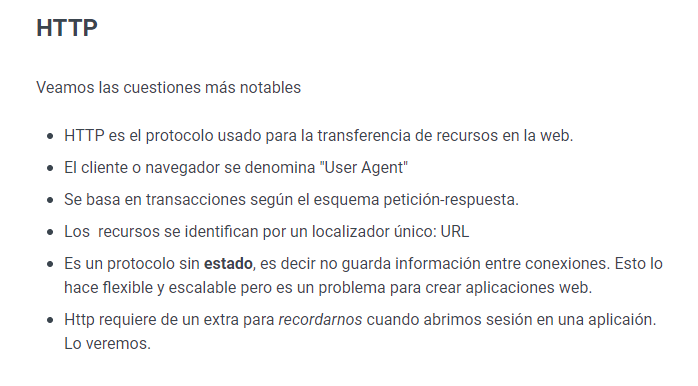 HTTP
Veamos las cuestiones más notables
HTTP es el protocolo usado para la transferencia de recursos en la web.
El cliente o navegador se denomina "User Agent"
Se basa en transacciones según el esquema petición-respuesta.
Los  recursos se identifican por un localizador único: URL
Es un protocolo sin estado, es decir no guarda información entre conexiones. Esto lo
hace flexible y escalable pero es un problema para crear aplicaciones web.
Http requiere de un extra para recordarnos cuando abrimos sesión en una aplicaión.
Lo veremos.